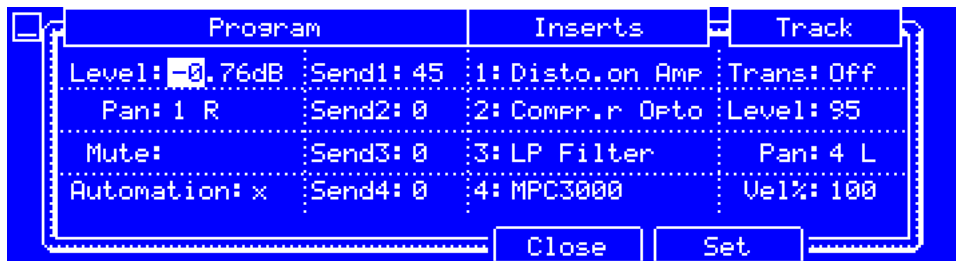 Program Inserts Track
Level: -0.76dB Send1: 45 1: Disto.on Amp Trans: Off
Pan: 1 R Send2: 0 2: Compr.r Opto Level: 95
Mute: Send3: 0 3: LP Filter Pan: 4 L
Automation: x Send4: 0 4: MPC3000 Vel%: 100
Close Set